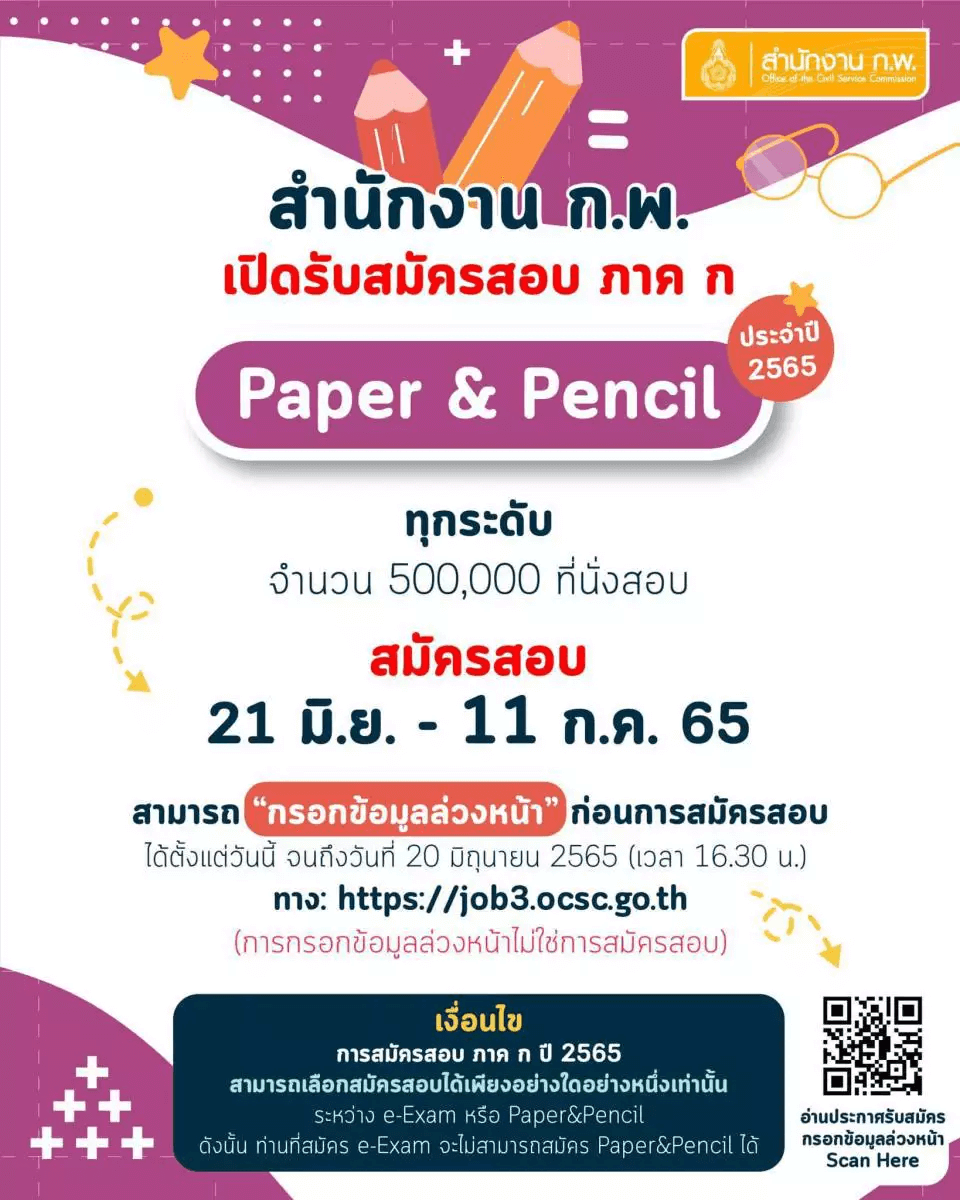 สำนักงาน ก.พ.
Office of the Civil Service Commission
สำนักงาน ก.พ.
เปิดรับสมัครสอบ ภาค ก
ประจำปี
2565
Paper & Pencil
ทุกระดับ
จำนวน 500,000 ที่นั่งสอบ
สมัครสอบ
21 มิ.ย. - 11 ก.ค. 65
สามารถ “กรอกข้อมูลล่วงหน้า” ก่อนการสมัครสอบ
ได้ตั้งแต่วันนี้ จนถึงวันที่ 20 มิถุนายน 2565 (เวลา 16.30 น.)
ทาง: https://job3.ocsc.go.th
(การกรอกข้อมูลล่วงหน้าไม่ใช่การสมัครสอบ)
เงื่อนไข
การสมัครสอบ ภาค ก ปี 2565
สามารถเลือกสมัครสอบได้เพียงอย่างใดอย่างหนึ่งเท่านั้น
ระหว่าง e-Exam หรือ Paper&Pencil
ดังนั้น ท่านที่สมัคร e-Exam จะไม่สามารถสมัคร Paper&Pencil ได้
อ่านประกาศรับสมัคร
กรอกข้อมูลล่วงหน้า
Scan Here